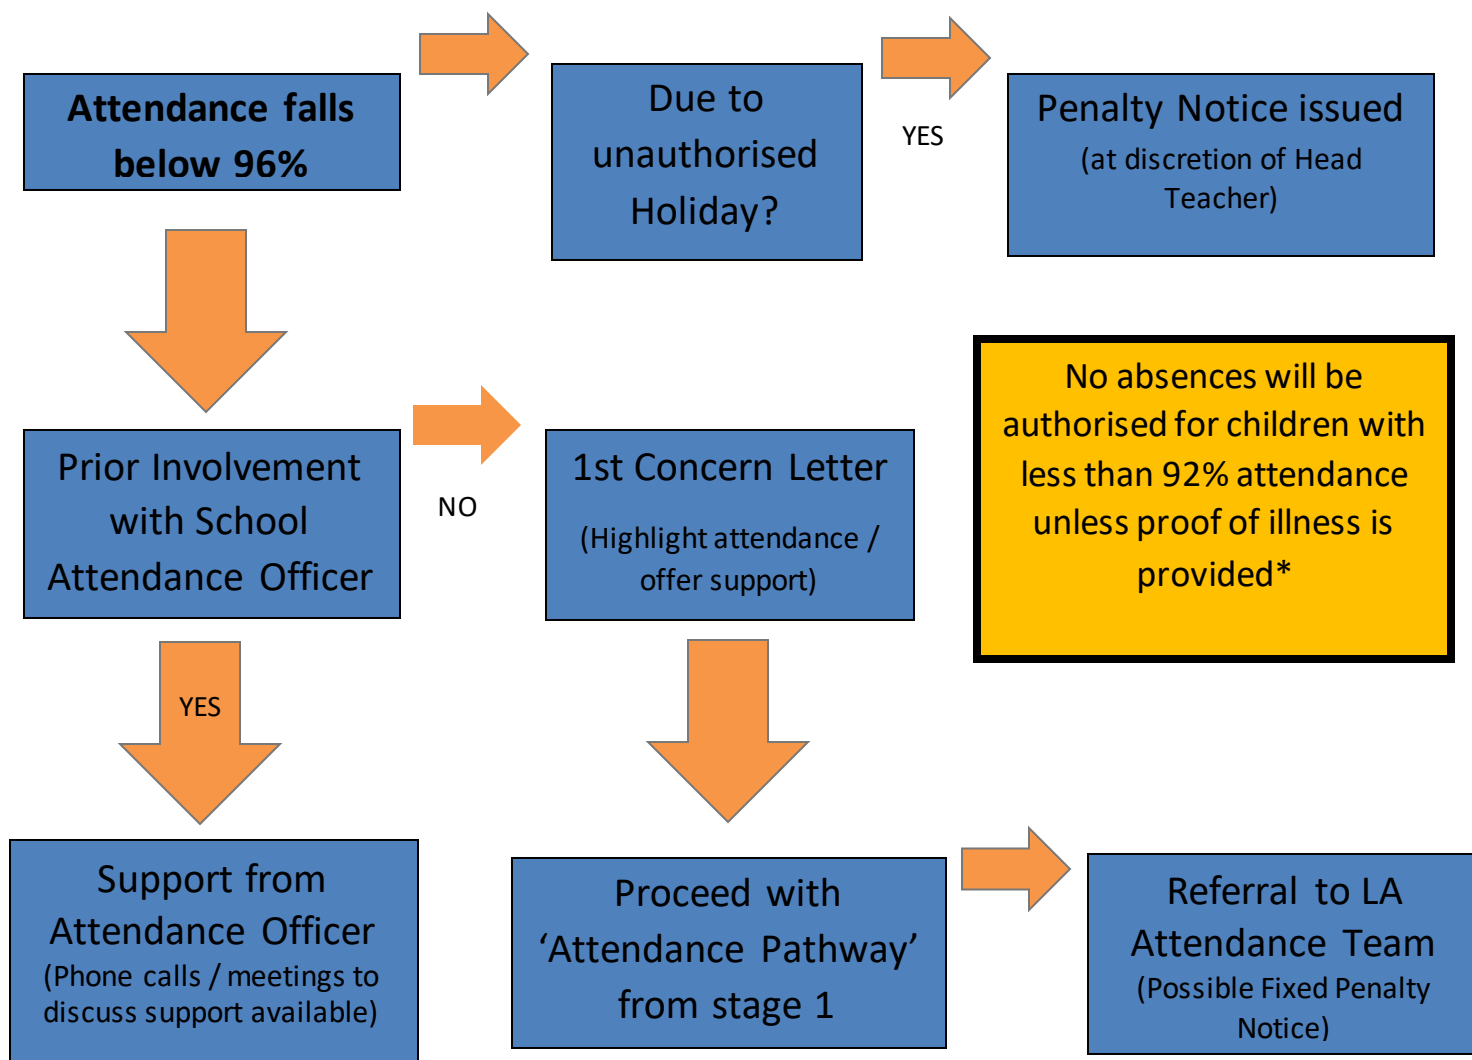 Attendance falls
below 96%
Due to
unauthorised
Holiday?
YES
Penalty Notice issued
(at discretion of Head
Teacher)
Prior Involvement
with School
Attendance Officer
NO
1st Concern Letter
(Highlight attendance /
offer support)
No absences will be
authorised for children with
less than 92% attendance
unless proof of illness is
provided*
YES
Support from
Attendance Officer
(Phone calls / meetings to
discuss support available)
Proceed with
‘Attendance Pathway’
from stage 1
Referral to LA
Attendance Team
(Possible Fixed Penalty
Notice)